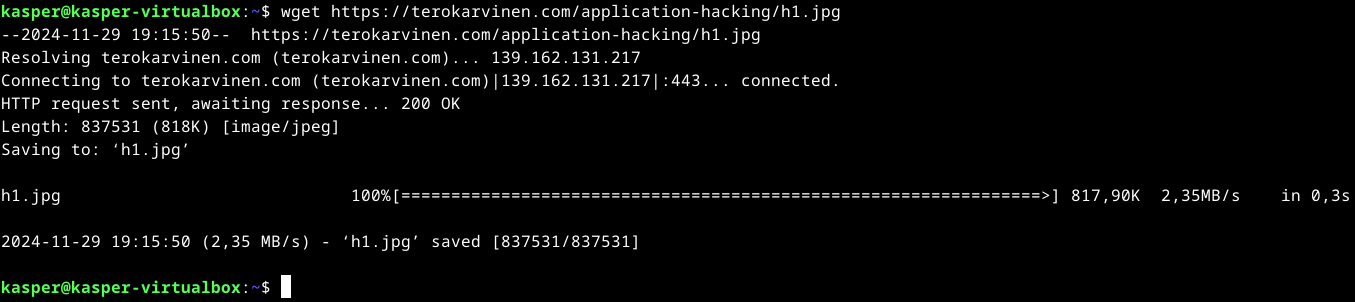 kasper@kasper-virtualbox:~$ wget https://terokarvinen.com/application-hacking/h1.jpg
--2024-11-29 19:15:50--  https://terokarvinen.com/application-hacking/h1.jpg
Resolving terokarvinen.com (terokarvinen.com)... 139.162.131.217
Connecting to terokarvinen.com (terokarvinen.com)|139.162.131.217|:443... connected.
HTTP request sent, awaiting response... 200 OK
Length: 837531 (818K) [image/jpeg]
Saving to: ‘h1.jpg’
h1.jpg                             100%[================================================================>] 817,90K  2,35MB/s    in 0,3s
2024-11-29 19:15:50 (2,35 MB/s) - ‘h1.jpg’ saved [837531/837531]
kasper@kasper-virtualbox:~$